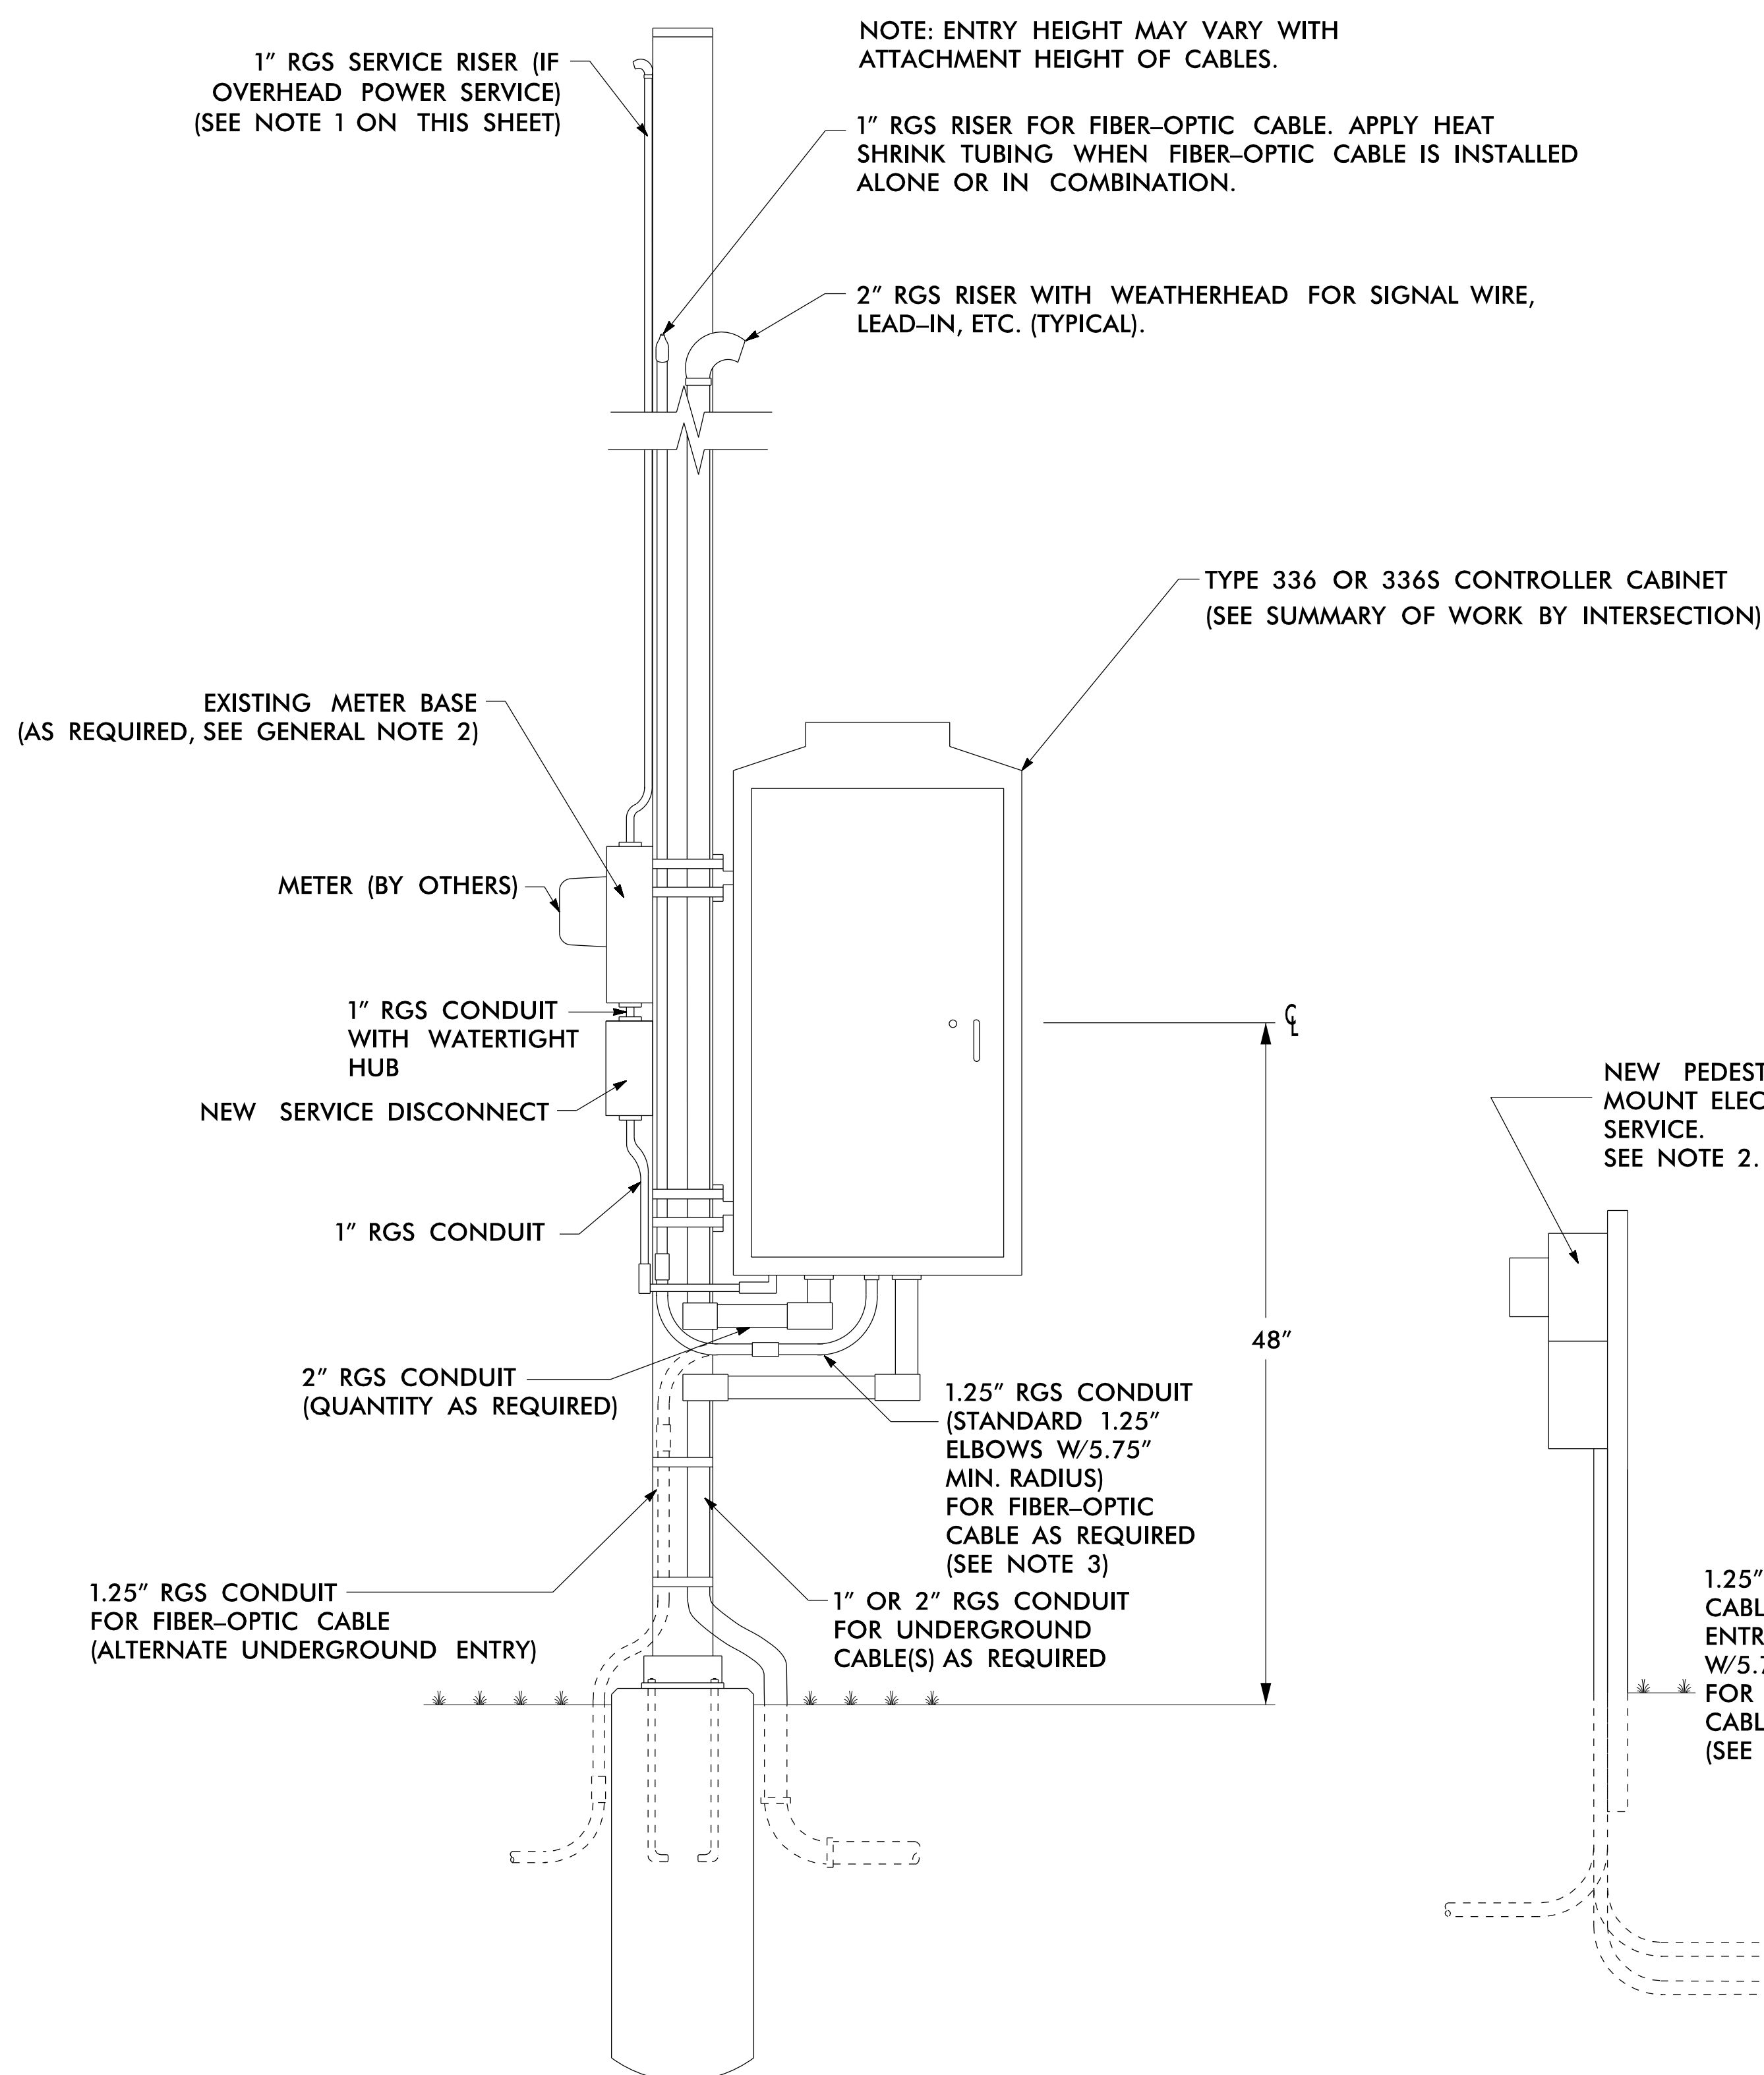 NOTE: ENTRY HEIGHT MAY VARY WITH
ATTACHMENT HEIGHT OF CABLES.
1" RGS SERVICE RISER (IF
OVERHEAD POWER SERVICE)
(SEE NOTE 1 ON THIS SHEET)
1" RGS RISER FOR FIBER–OPTIC CABLE. APPLY HEAT
SHRINK TUBING WHEN FIBER–OPTIC CABLE IS INSTALLED
ALONE OR IN COMBINATION.
2" RGS RISER WITH WEATHERHEAD FOR SIGNAL WIRE,
LEAD–IN, ETC. (TYPICAL).
TYPE 336 OR 336S CONTROLLER CABINET
(SEE SUMMARY OF WORK BY INTERSECTION)
EXISTING METER BASE
(AS REQUIRED, SEE GENERAL NOTE 2)
METER (BY OTHERS)
1" RGS CONDUIT
WITH WATERTIGHT
HUB
NEW SERVICE DISCONNECT
1" RGS CONDUIT
℄
NEW PEDEST
MOUNT ELEC
SERVICE.
SEE NOTE 2.
48"
2" RGS CONDUIT
(QUANTITY AS REQUIRED)
1.25" RGS CONDUIT
(STANDARD 1.25"
ELBOWS W/5.75"
MIN. RADIUS)
FOR FIBER–OPTIC
CABLE AS REQUIRED
(SEE NOTE 3)
1.25" RGS CONDUIT
FOR FIBER–OPTIC CABLE
(ALTERNATE UNDERGROUND ENTRY)
1" OR 2" RGS CONDUIT
FOR UNDERGROUND
CABLE(S) AS REQUIRED
1.25"
CABL
ENTR
W/5.7
FOR
CABL
(SEE